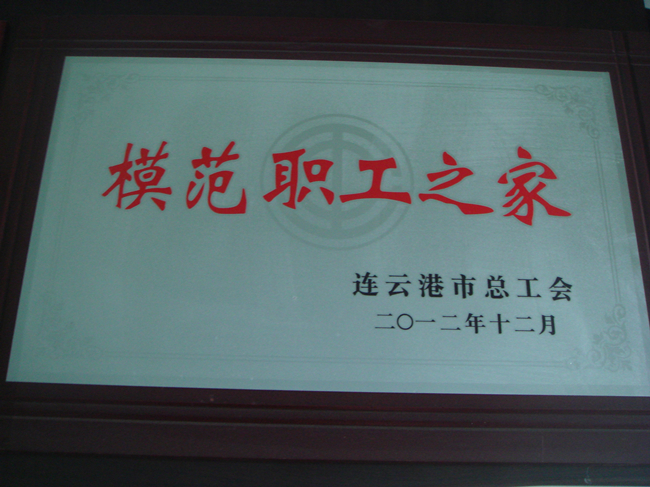 模范职工之家
连云港市总工会
二〇一二年十二月